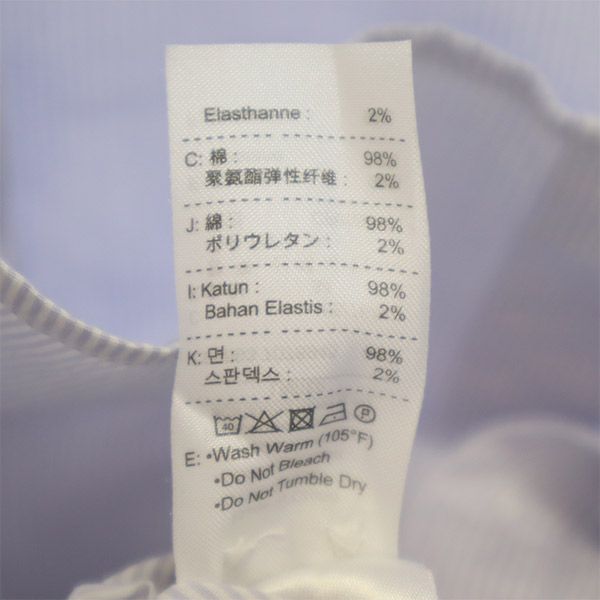 Elasthanne : 2%
C: 棉 : 98%
聚氨酯弹性纤维 : 2%
J: 綿 : 98%
ポリウレタン : 2%
I: Katun : 98%
Bahan Elastis : 2%
K: 면 : 98%
스판덱스 : 2%
40 P
E: •Wash Warm (105°F)
•Do Not Bleach
•Do Not Tumble Dry